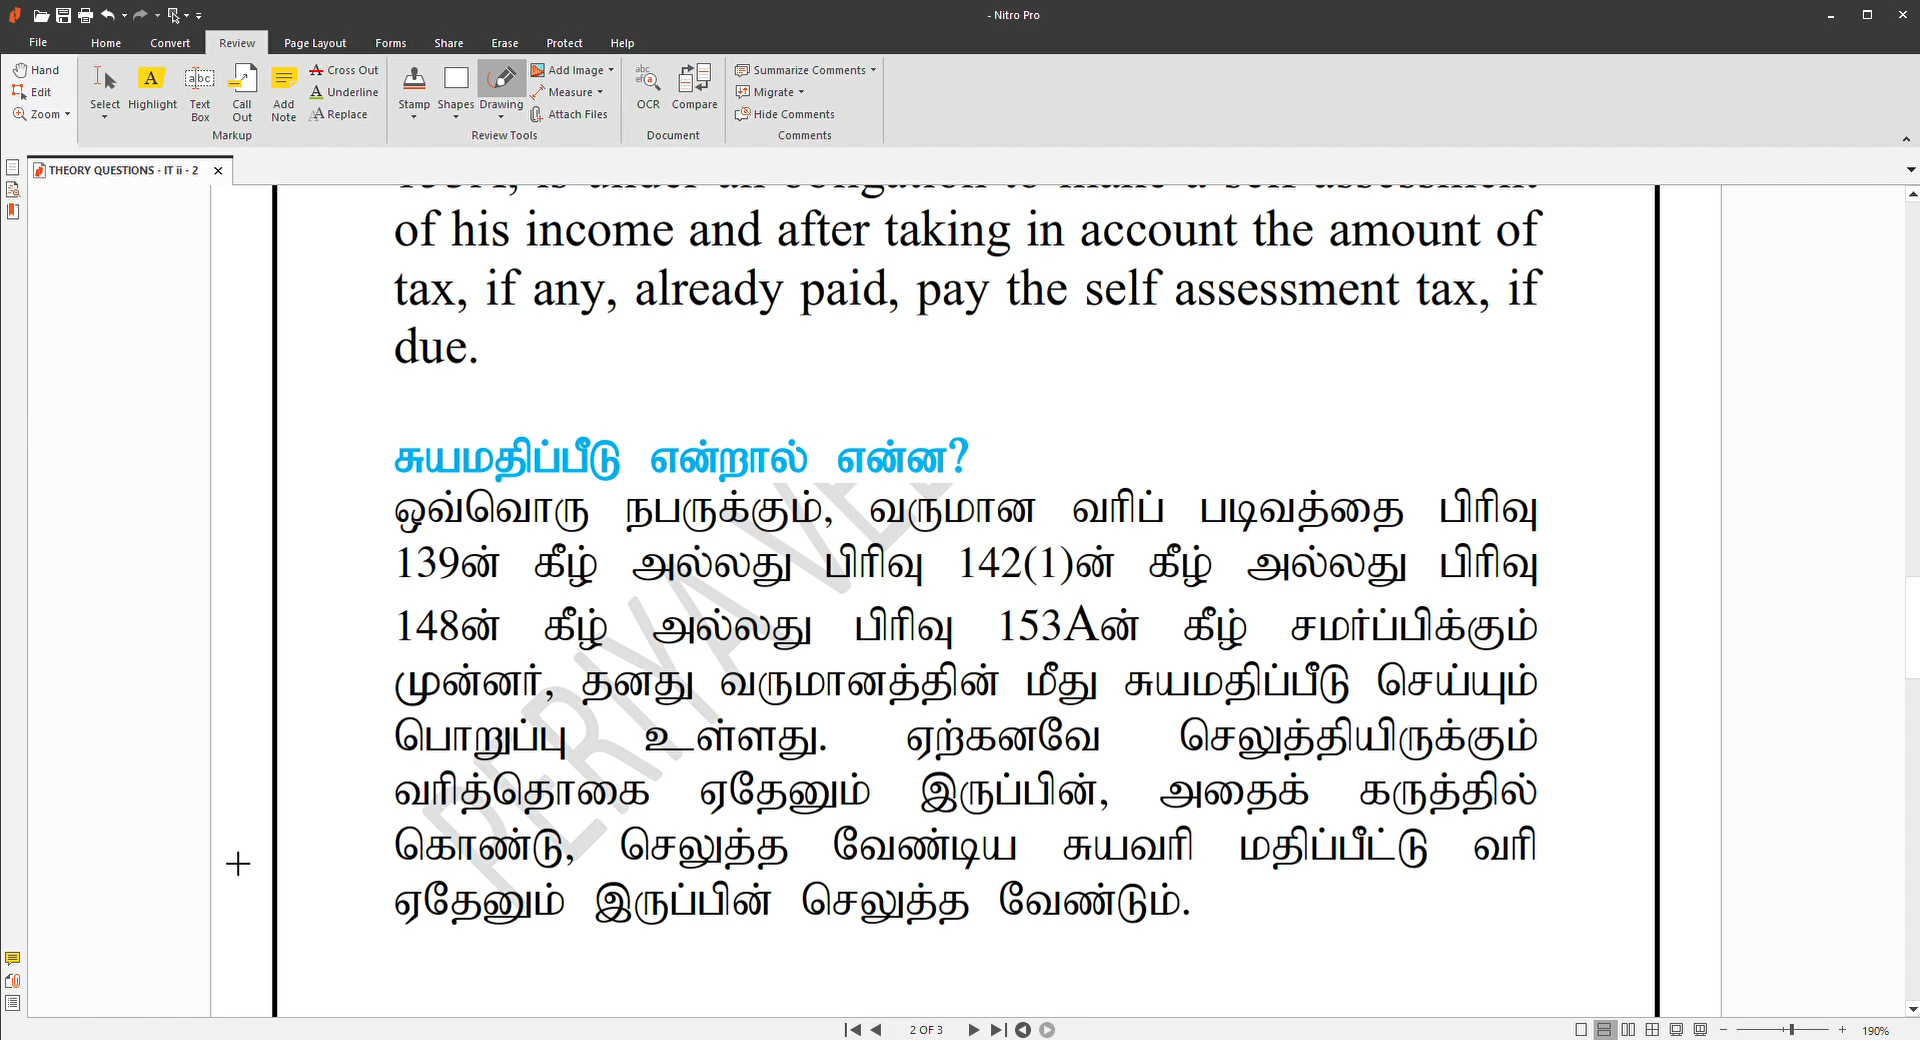 - Nitro Pro
File Home Convert Review Page Layout Forms Share Erase Protect Help
Hand
Edit
Zoom
Select
Highlight
Text Box
Call Out
Add Note
Cross Out
Underline
Replace
Markup
Stamp
Shapes
Drawing
Add Image
Measure
Attach Files
Review Tools
OCR
Compare
Document
Summarize Comments
Migrate
Hide Comments
Comments
THEORY QUESTIONS - IT ii - 2
of his income and after taking in account the amount of
tax, if any, already paid, pay the self assessment tax, if
due.
சுயமதிப்பீடு என்றால் என்ன?
ஒவ்வொரு நபருக்கும், வருமான வரிப் படிவத்தை பிரிவு
139ன் கீழ் அல்லது பிரிவு 142(1)ன் கீழ் அல்லது பிரிவு
148ன் கீழ் அல்லது பிரிவு 153Aன் கீழ் சமர்ப்பிக்கும்
முன்னர், தனது வருமானத்தின் மீது சுயமதிப்பீடு செய்யும்
பொறுப்பு உள்ளது. ஏற்கனவே செலுத்தியிருக்கும்
வரித்தொகை ஏதேனும் இருப்பின், அதைக் கருத்தில்
கொண்டு, செலுத்த வேண்டிய சுயவரி மதிப்பீட்டு வரி
ஏதேனும் இருப்பின் செலுத்த வேண்டும்.
PERIYA VE
2 OF 3
190%